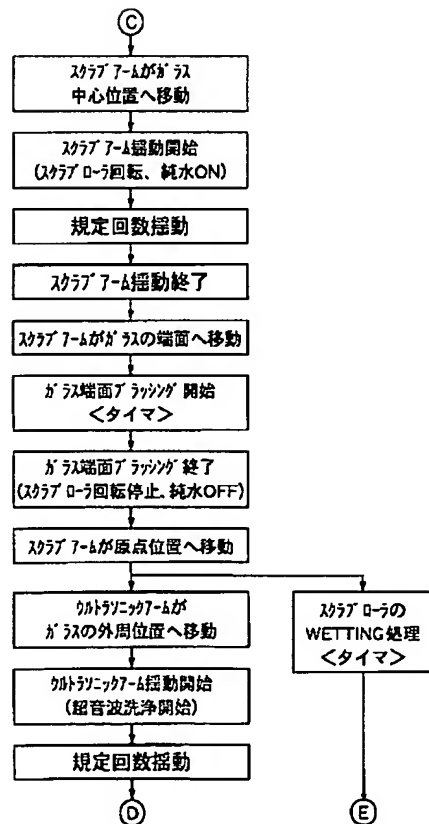 C
スクラブアームがガラス
中心位置へ移動
スクラブアーム揺動開始
(スクラブローラ回転、純水ON)
規定回数揺動
スクラブアーム揺動終了
スクラブアームがガラスの端面へ移動
ガラス端面ブラッシング開始
<タイマ>
ガラス端面ブラッシング終了
(スクラブローラ回転停止、純水OFF)
スクラブアームが原点位置へ移動
ウルトラソニックアームが
ガラスの外周位置へ移動
ウルトラソニックアーム揺動開始
(超音波洗浄開始)
規定回数揺動
D
スクラブローラの
WETTING処理
<タイマ>
E